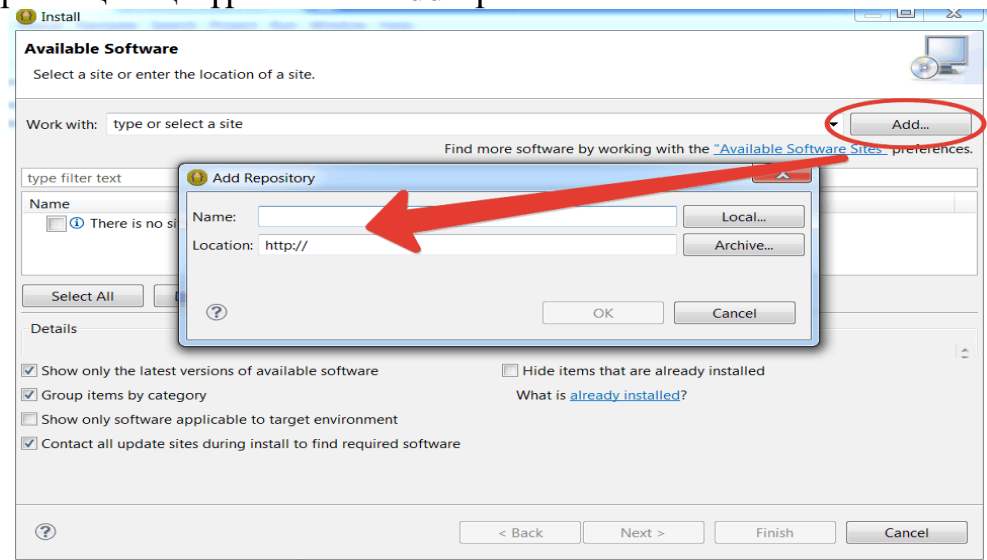 Install
Available Software
Select a site or enter the location of a site.
Work with: type or select a site Add...
Find more software by working with the "Available Software Sites" preferences.
type filter text
Add Repository
Name
There is no
Name: Local...
Location: http:// Archive...
Select All
OK Cancel
Details
Show only the latest versions of available software Hide items that are already installed
Group items by category What is already installed?
Show only software applicable to target environment
Contact all update sites during install to find required software
< Back Next > Finish Cancel